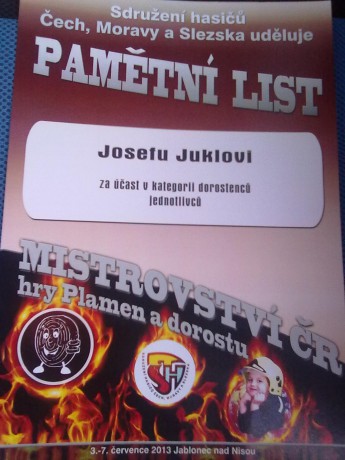 Sdružení hasičů
Čech, Moravy a Slezska uděluje
PAMĚTNÍ LIST
Josefu Juklovi
za účast v kategorii dorostenců
jednotlivců
MISTROVSTVÍ ČR
hry Plamen a dorostu
3.-7. července 2013 Jablonec nad Nisou